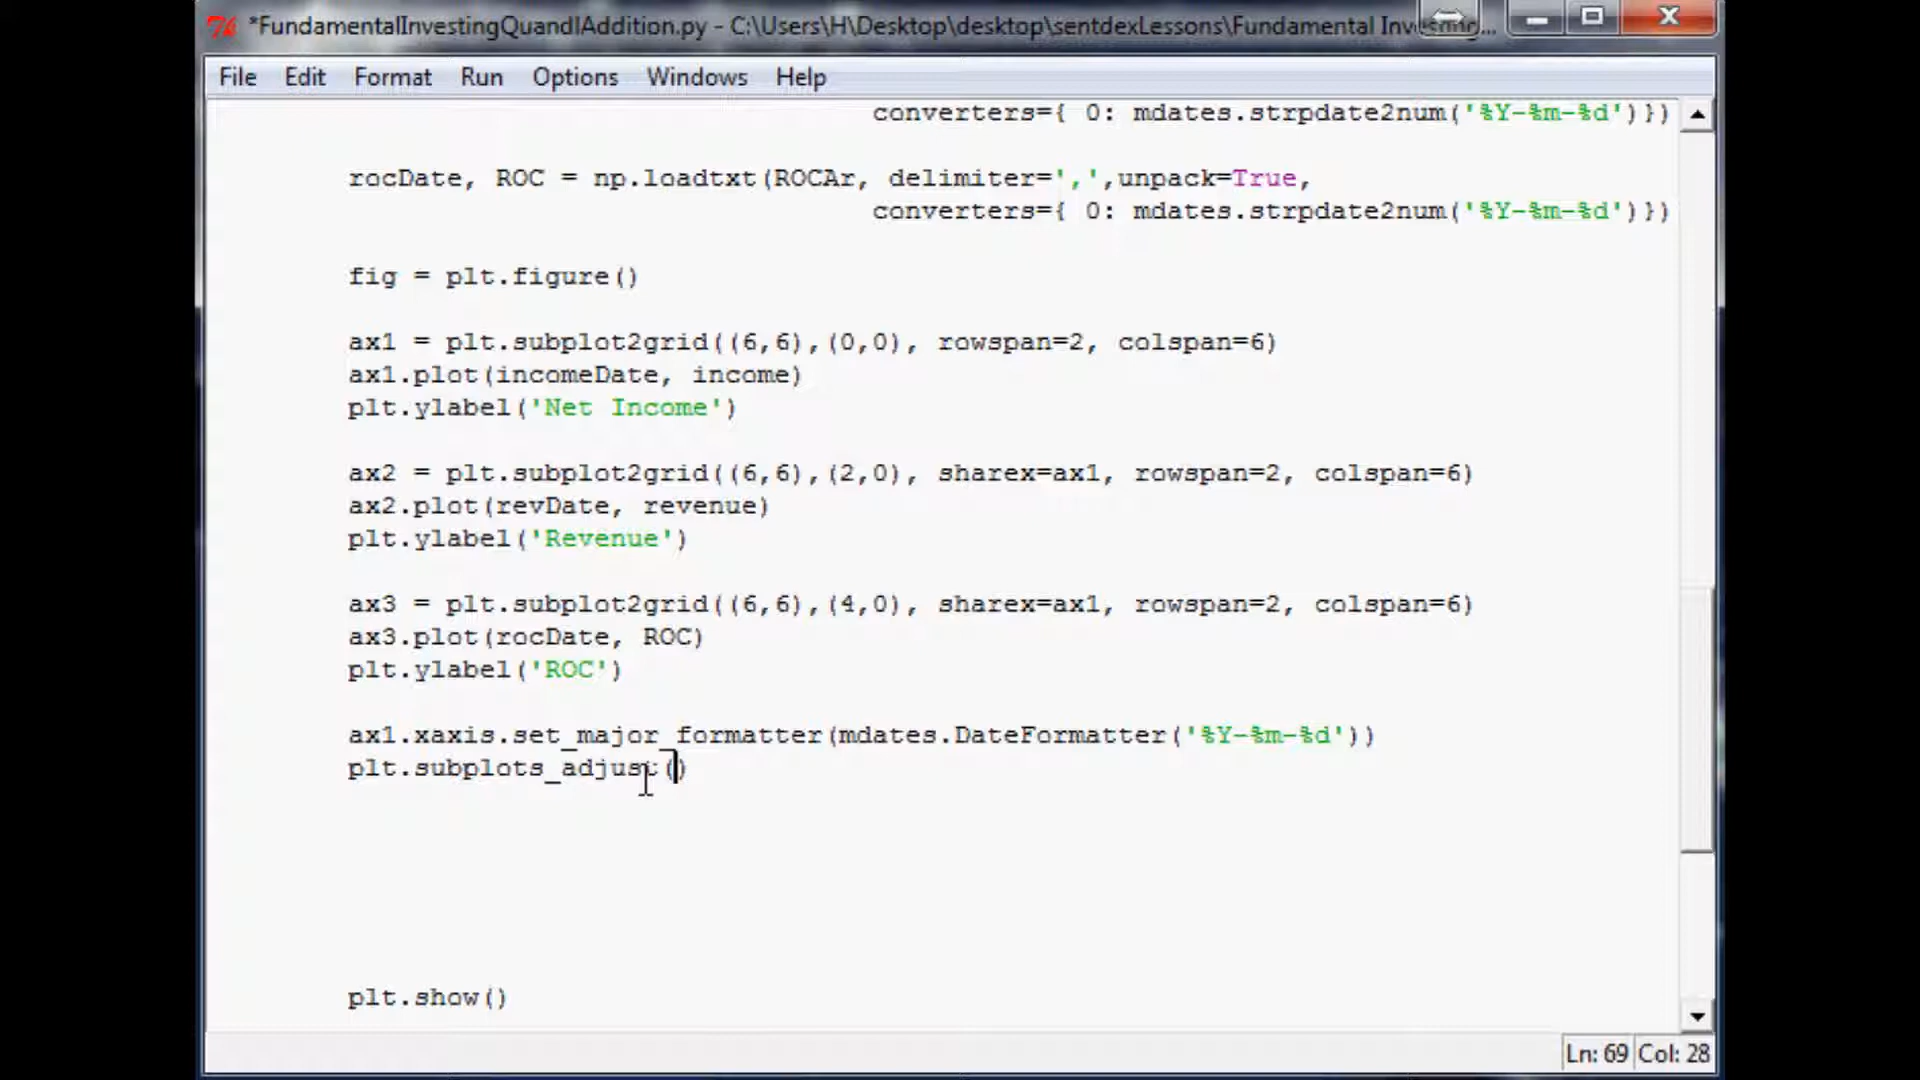 *FundamentalInvestingQuandlAddition.py - C:\Users\H\Desktop\desktop\sentdexLessons\Fundamental Investing...
File Edit Format Run Options Windows Help
converters={ 0: mdates.strpdate2num('%Y-%m-%d')})
rocDate, ROC = np.loadtxt(ROCAr, delimiter=',',unpack=True,
converters={ 0: mdates.strpdate2num('%Y-%m-%d')})
fig = plt.figure()
ax1 = plt.subplot2grid((6,6),(0,0), rowspan=2, colspan=6)
ax1.plot(incomeDate, income)
plt.ylabel('Net Income')
ax2 = plt.subplot2grid((6,6),(2,0), sharex=ax1, rowspan=2, colspan=6)
ax2.plot(revDate, revenue)
plt.ylabel('Revenue')
ax3 = plt.subplot2grid((6,6),(4,0), sharex=ax1, rowspan=2, colspan=6)
ax3.plot(rocDate, ROC)
plt.ylabel('ROC')
ax1.xaxis.set_major_formatter(mdates.DateFormatter('%Y-%m-%d'))
plt.subplots_adjust()
plt.show()
Ln: 69 Col: 28